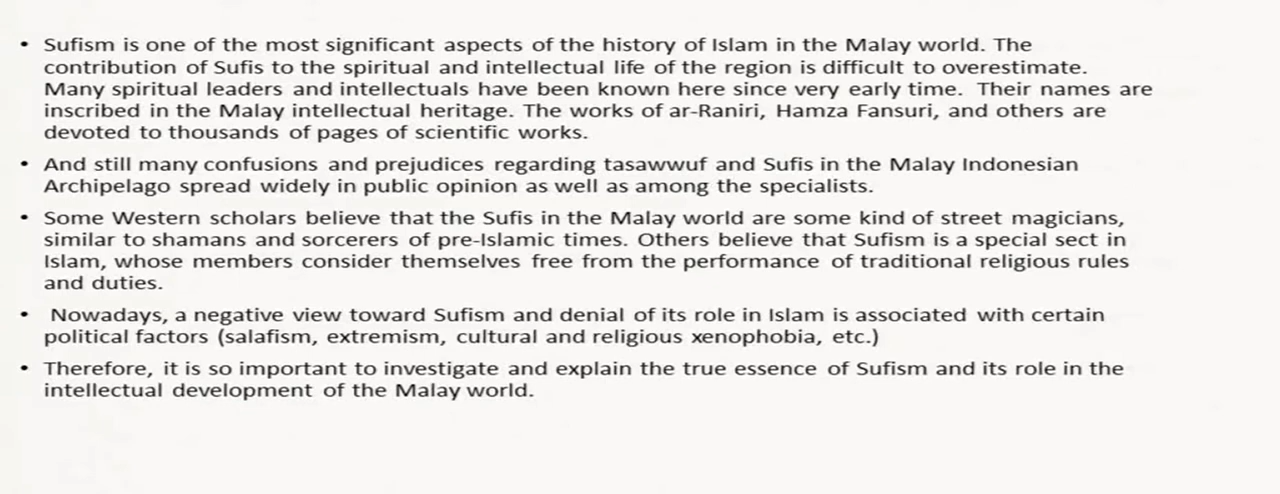 • Sufism is one of the most significant aspects of the history of Islam in the Malay world. The
contribution of Sufis to the spiritual and intellectual life of the region is difficult to overestimate.
Many spiritual leaders and intellectuals have been known here since very early time. Their names are
inscribed in the Malay intellectual heritage. The works of ar-Raniri, Hamza Fansuri, and others are
devoted to thousands of pages of scientific works.
• And still many confusions and prejudices regarding tasawwuf and Sufis in the Malay Indonesian
Archipelago spread widely in public opinion as well as among the specialists.
• Some Western scholars believe that the Sufis in the Malay world are some kind of street magicians,
similar to shamans and sorcerers of pre-Islamic times. Others believe that Sufism is a special sect in
Islam, whose members consider themselves free from the performance of traditional religious rules
and duties.
• Nowadays, a negative view toward Sufism and denial of its role in Islam is associated with certain
political factors (salafism, extremism, cultural and religious xenophobia, etc.)
• Therefore, it is so important to investigate and explain the true essence of Sufism and its role in the
intellectual development of the Malay world.